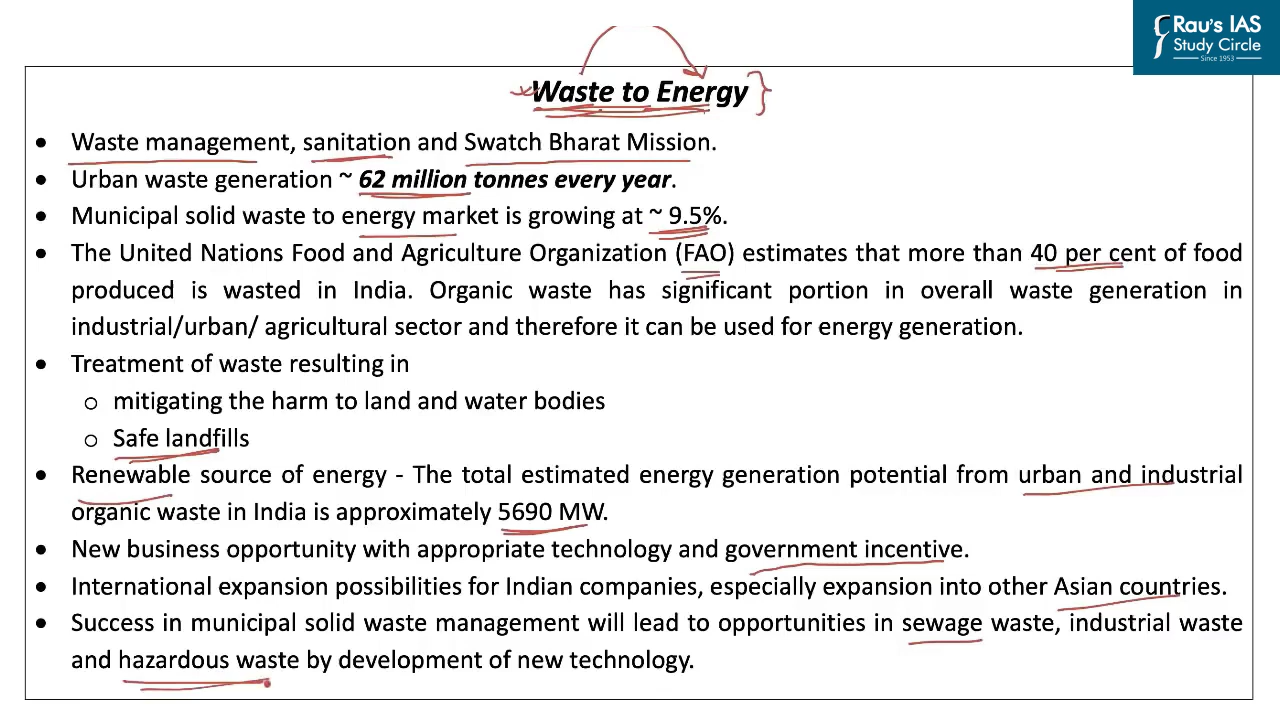 Rau's IAS
Study Circle
Since 1953
Waste to Energy
• Waste management, sanitation and Swatch Bharat Mission.
• Urban waste generation ~ 62 million tonnes every year.
• Municipal solid waste to energy market is growing at ~ 9.5%.
• The United Nations Food and Agriculture Organization (FAO) estimates that more than 40 per cent of food
produced is wasted in India. Organic waste has significant portion in overall waste generation in
industrial/urban/ agricultural sector and therefore it can be used for energy generation.
• Treatment of waste resulting in
o mitigating the harm to land and water bodies
o Safe landfills
• Renewable source of energy - The total estimated energy generation potential from urban and industrial
organic waste in India is approximately 5690 MW.
• New business opportunity with appropriate technology and government incentive.
• International expansion possibilities for Indian companies, especially expansion into other Asian countries.
• Success in municipal solid waste management will lead to opportunities in sewage waste, industrial waste
and hazardous waste by development of new technology.